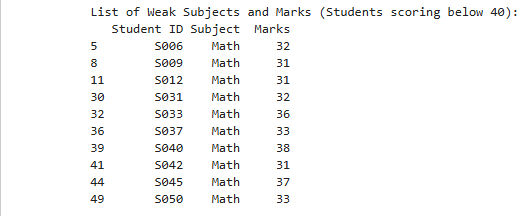 List of Weak Subjects and Marks (Students scoring below 40):
Student ID Subject Marks
5 S006 Math 32
8 S009 Math 31
11 S012 Math 31
30 S031 Math 32
32 S033 Math 36
36 S037 Math 33
39 S040 Math 38
41 S042 Math 31
44 S045 Math 37
49 S050 Math 33